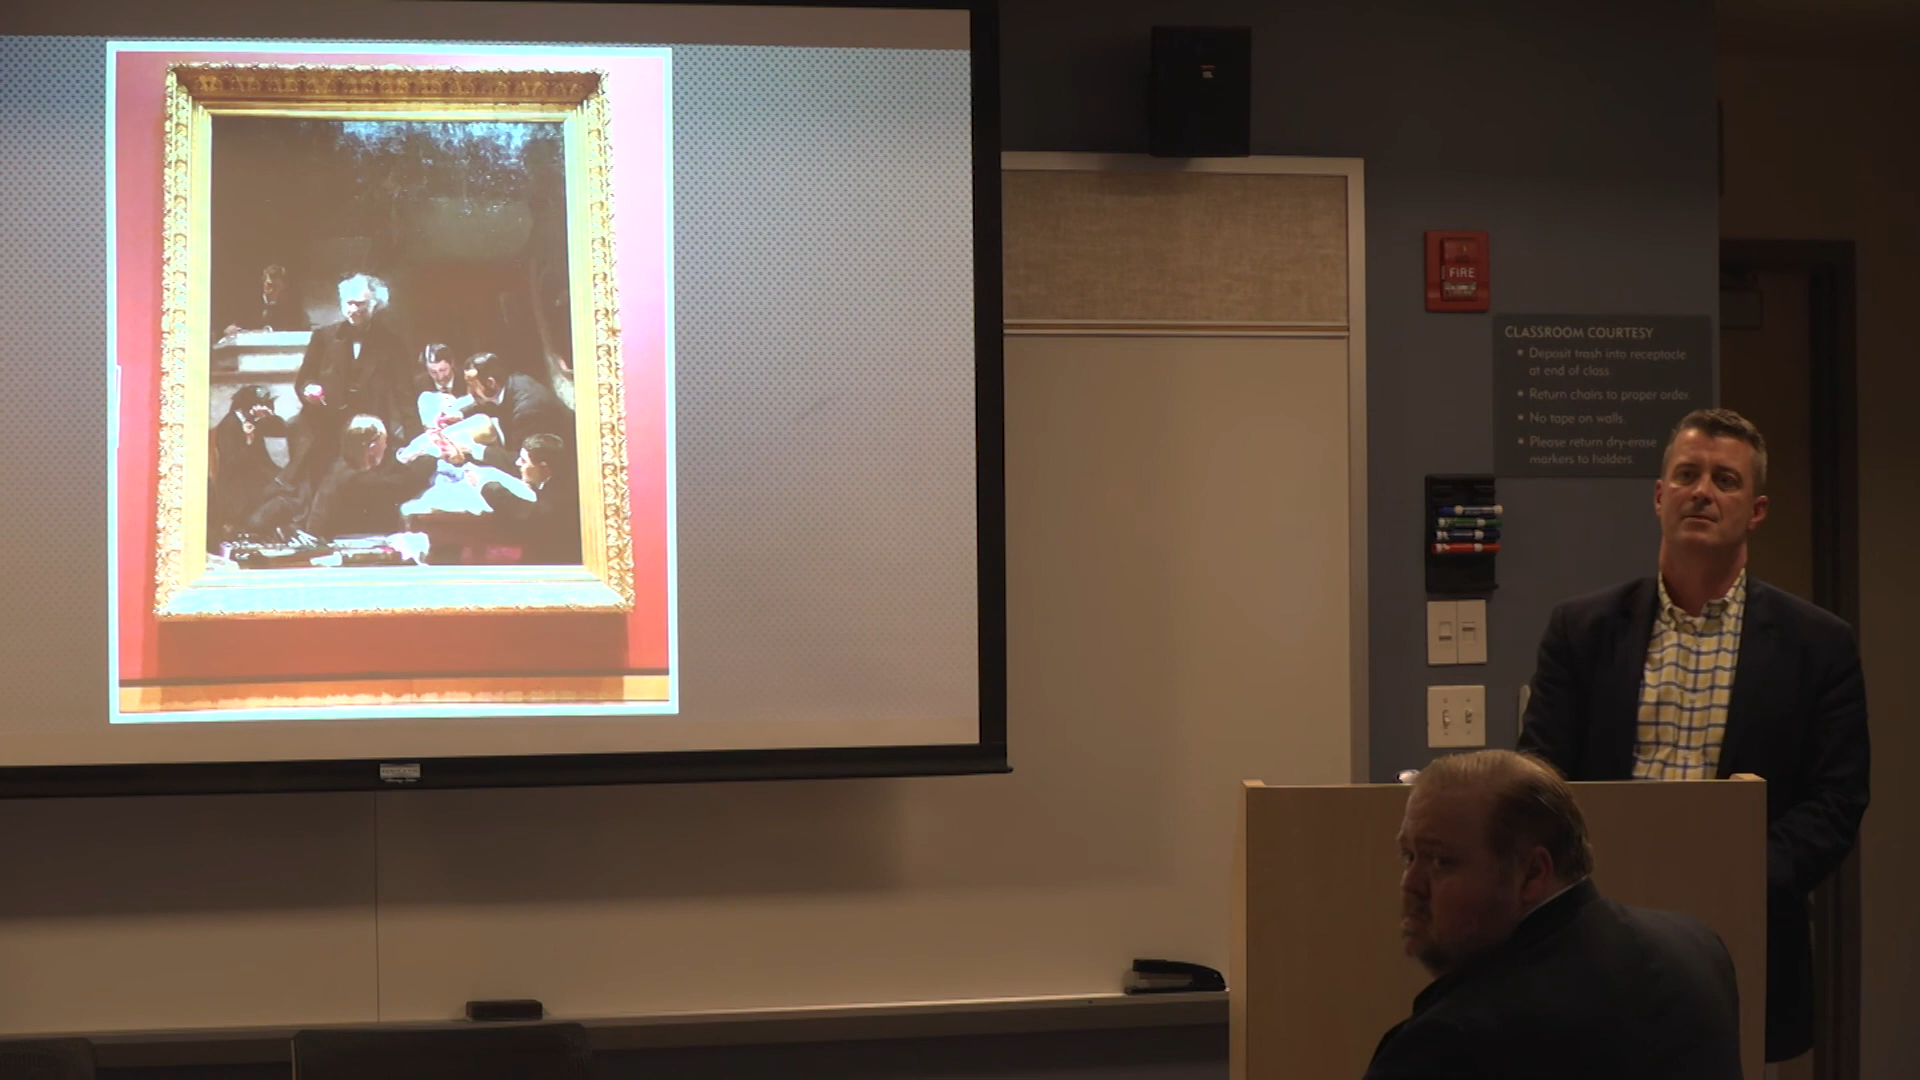 FIRE
CLASSROOM COURTESY
• Deposit trash into receptacle
at end of class.
• Return chairs to proper order.
• No tape on walls.
• Please return dry-erase
markers to holders.